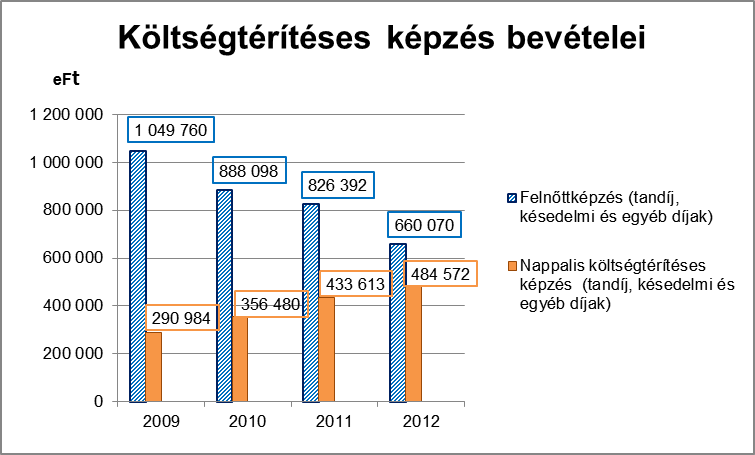 Költségtérítéses képzés bevételei
eFt
1 200 000
1 000 000
800 000
600 000
400 000
200 000
0
1 049 760
888 098
826 392
660 070
290 984
356 480
433 613
484 572
2009
2010
2011
2012
Felnőttképzés (tandíj,
késedelmi és egyéb díjak)
Nappalis költségtérítéses
képzés (tandíj, késedelmi és
egyéb díjak)